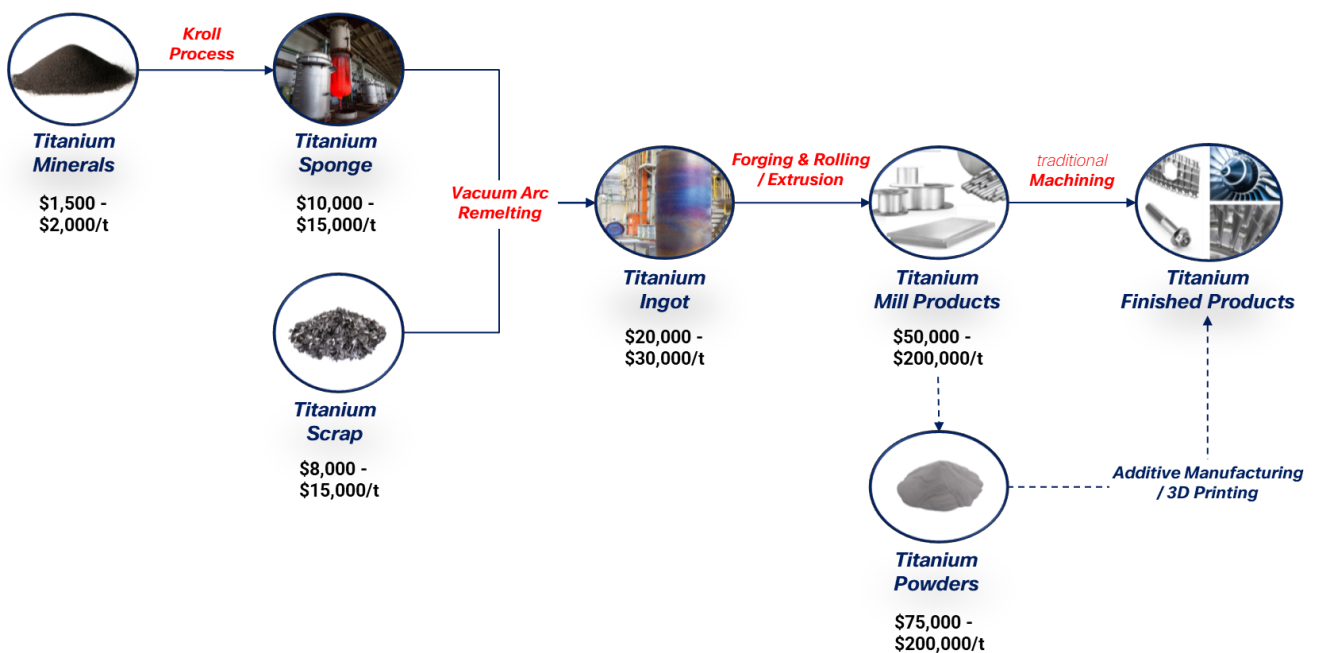 Kroll
Process
Titanium
Minerals
$1,500 -
$2,000/t
Titanium
Sponge
$10,000 -
$15,000/t
Vacuum Arc
Remelting
Titanium
Scrap
$8,000 -
$15,000/t
Titanium
Ingot
$20,000 -
$30,000/t
Forging & Rolling
/ Extrusion
Titanium
Mill Products
$50,000 -
$200,000/t
traditional
Machining
Titanium
Finished Products
Titanium
Powders
$75,000 -
$200,000/t
Additive Manufacturing
/ 3D Printing